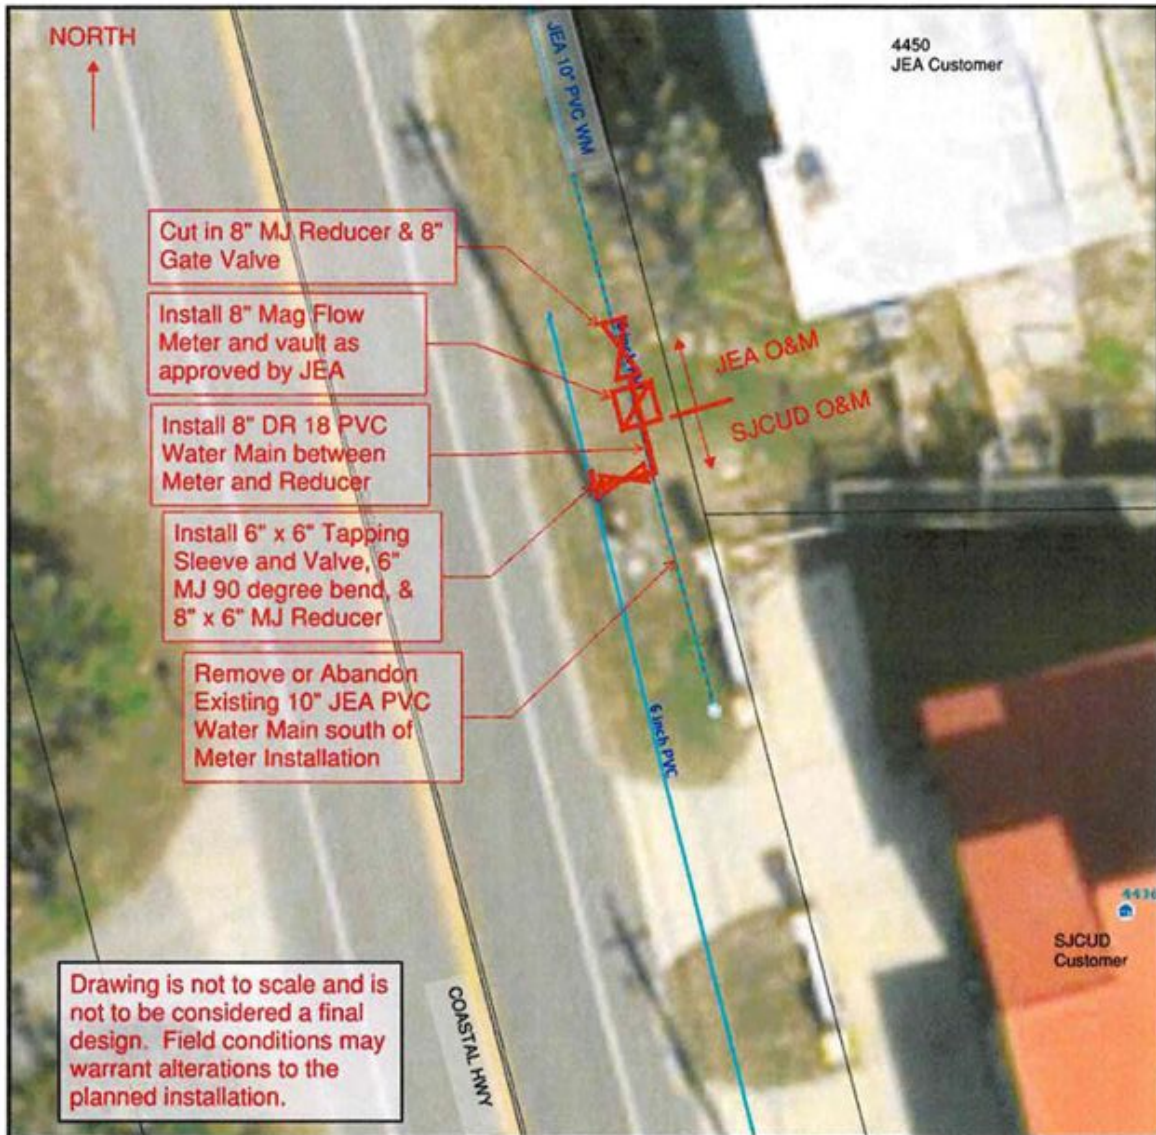 NORTH
4450
JEA Customer
JEA 10" PVC WM
Cut in 8" MJ Reducer & 8"
Gate Valve
Install 8" Mag Flow
Meter and vault as
approved by JEA
JEA O&M
SJCUD O&M
Install 8" DR 18 PVC
Water Main between
Meter and Reducer
Install 6" x 6" Tapping
Sleeve and Valve, 6"
MJ 90 degree bend, &
8" x 6" MJ Reducer
Remove or Abandon
Existing 10" JEA PVC
Water Main south of
Meter Installation
6 inch PVC
4436
SJCUD
Customer
COASTAL HWY
Drawing is not to scale and is
not to be considered a final
design. Field conditions may
warrant alterations to the
planned installation.